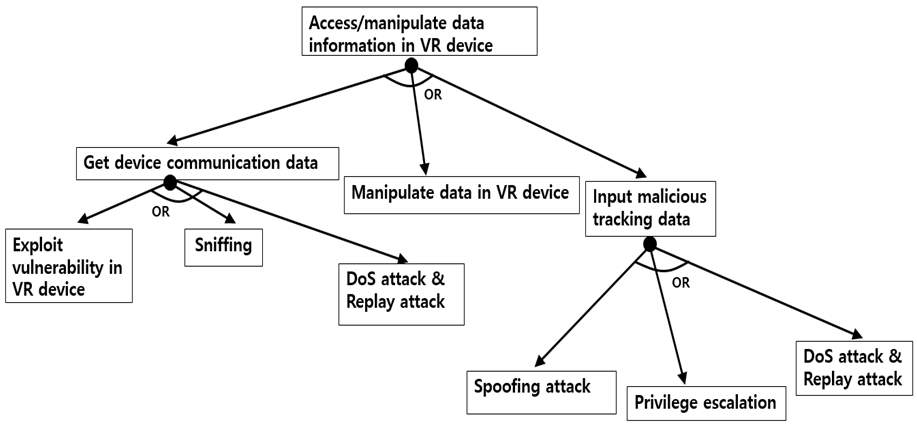 Access/manipulate data
information in VR device
OR
Get device communication data
Manipulate data in VR device
Input malicious
tracking data
OR
Exploit
vulnerability in
VR device
Sniffing
DoS attack &
Replay attack
OR
Spoofing attack
Privilege escalation
DoS attack &
Replay attack